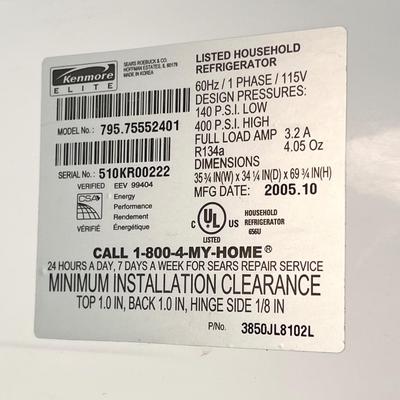 Kenmore
ELITE
SEARS ROEBUCK & CO.
HOFFMAN ESTATES, IL 60179
MADE IN KOREA
MODEL No.: 795.75552401
SERIAL No.: 510KR00222
VERIFIED EEV 99404
CSA
Energy
Performance
Rendement
Énergétique
VÉRIFIÉ
LISTED HOUSEHOLD
REFRIGERATOR
60Hz / 1 PHASE / 115V
DESIGN PRESSURES:
140 P.S.I. LOW
400 P.S.I. HIGH
FULL LOAD AMP 3.2 A
R134a 4.05 Oz
DIMENSIONS
35 3/4 IN(W) x 34 1/4 IN(D) x 69 3/4 IN(H)
MFG DATE: 2005.10
C UL US ®
LISTED
HOUSEHOLD
REFRIGERATOR
656U
CALL 1-800-4-MY-HOME®
24 HOURS A DAY, 7 DAYS A WEEK FOR SEARS REPAIR SERVICE
MINIMUM INSTALLATION CLEARANCE
TOP 1.0 IN, BACK 1.0 IN, HINGE SIDE 1/8 IN
P/No. 3850JL8102L